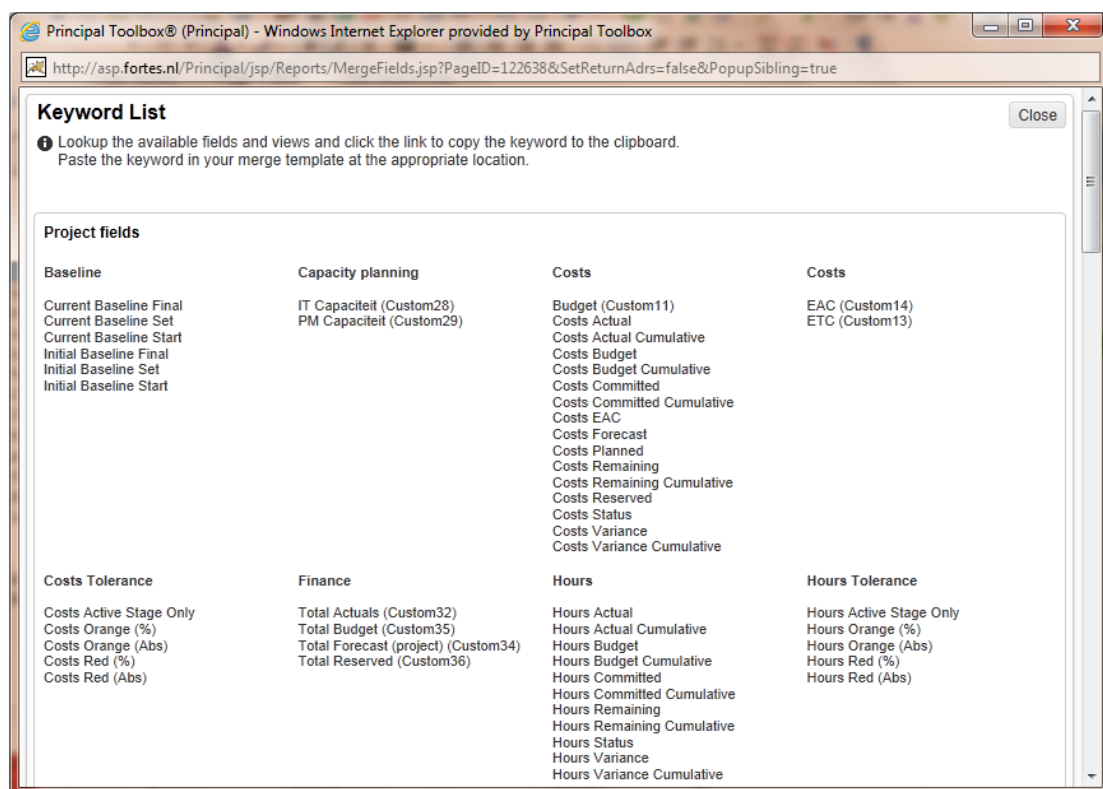 Principal Toolbox® (Principal) - Windows Internet Explorer provided by Principal Toolbox
http://asp.fortes.nl/Principal/jsp/Reports/MergeFields.jsp?PageID=122638&SetReturnAdrs=false&PopupSibling=true
Keyword List
Close
Lookup the available fields and views and click the link to copy the keyword to the clipboard.
Paste the keyword in your merge template at the appropriate location.
Project fields
Baseline
Current Baseline Final
Current Baseline Set
Current Baseline Start
Initial Baseline Final
Initial Baseline Set
Initial Baseline Start
Capacity planning
IT Capaciteit (Custom28)
PM Capaciteit (Custom29)
Costs
Budget (Custom11)
Costs Actual
Costs Actual Cumulative
Costs Budget
Costs Budget Cumulative
Costs Committed
Costs Committed Cumulative
Costs EAC
Costs Forecast
Costs Planned
Costs Remaining
Costs Remaining Cumulative
Costs Reserved
Costs Status
Costs Variance
Costs Variance Cumulative
Costs
EAC (Custom14)
ETC (Custom13)
Costs Tolerance
Costs Active Stage Only
Costs Orange (%)
Costs Orange (Abs)
Costs Red (%)
Costs Red (Abs)
Finance
Total Actuals (Custom32)
Total Budget (Custom35)
Total Forecast (project) (Custom34)
Total Reserved (Custom36)
Hours
Hours Actual
Hours Actual Cumulative
Hours Budget
Hours Budget Cumulative
Hours Committed
Hours Committed Cumulative
Hours Remaining
Hours Remaining Cumulative
Hours Status
Hours Variance
Hours Variance Cumulative
Hours Tolerance
Hours Active Stage Only
Hours Orange (%)
Hours Orange (Abs)
Hours Red (%)
Hours Red (Abs)